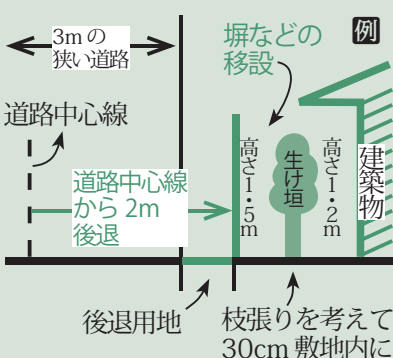 例
3mの
狭い道路
塀などの
移設
道路中心線
道路中心線
から2m
後退
高さ1・5m
生け垣
高さ1・2m
建築物
後退用地
枝張りを考えて
30cm敷地内に